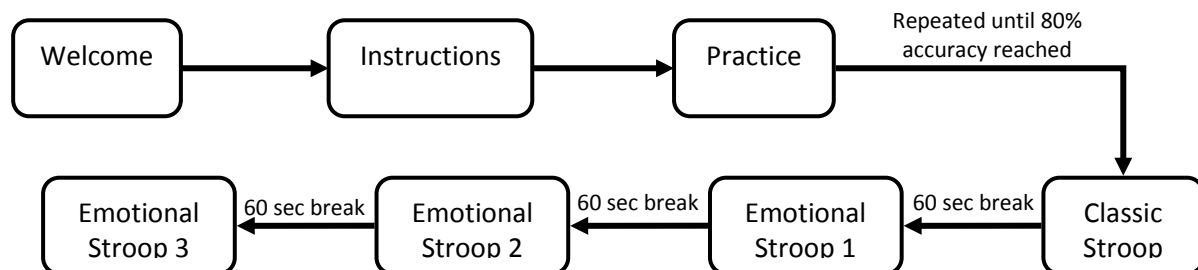 Welcome
Instructions
Practice
Repeated until 80%
accuracy reached
Classic
Stroop
60 sec break
Emotional
Stroop 1
60 sec break
Emotional
Stroop 2
60 sec break
Emotional
Stroop 3